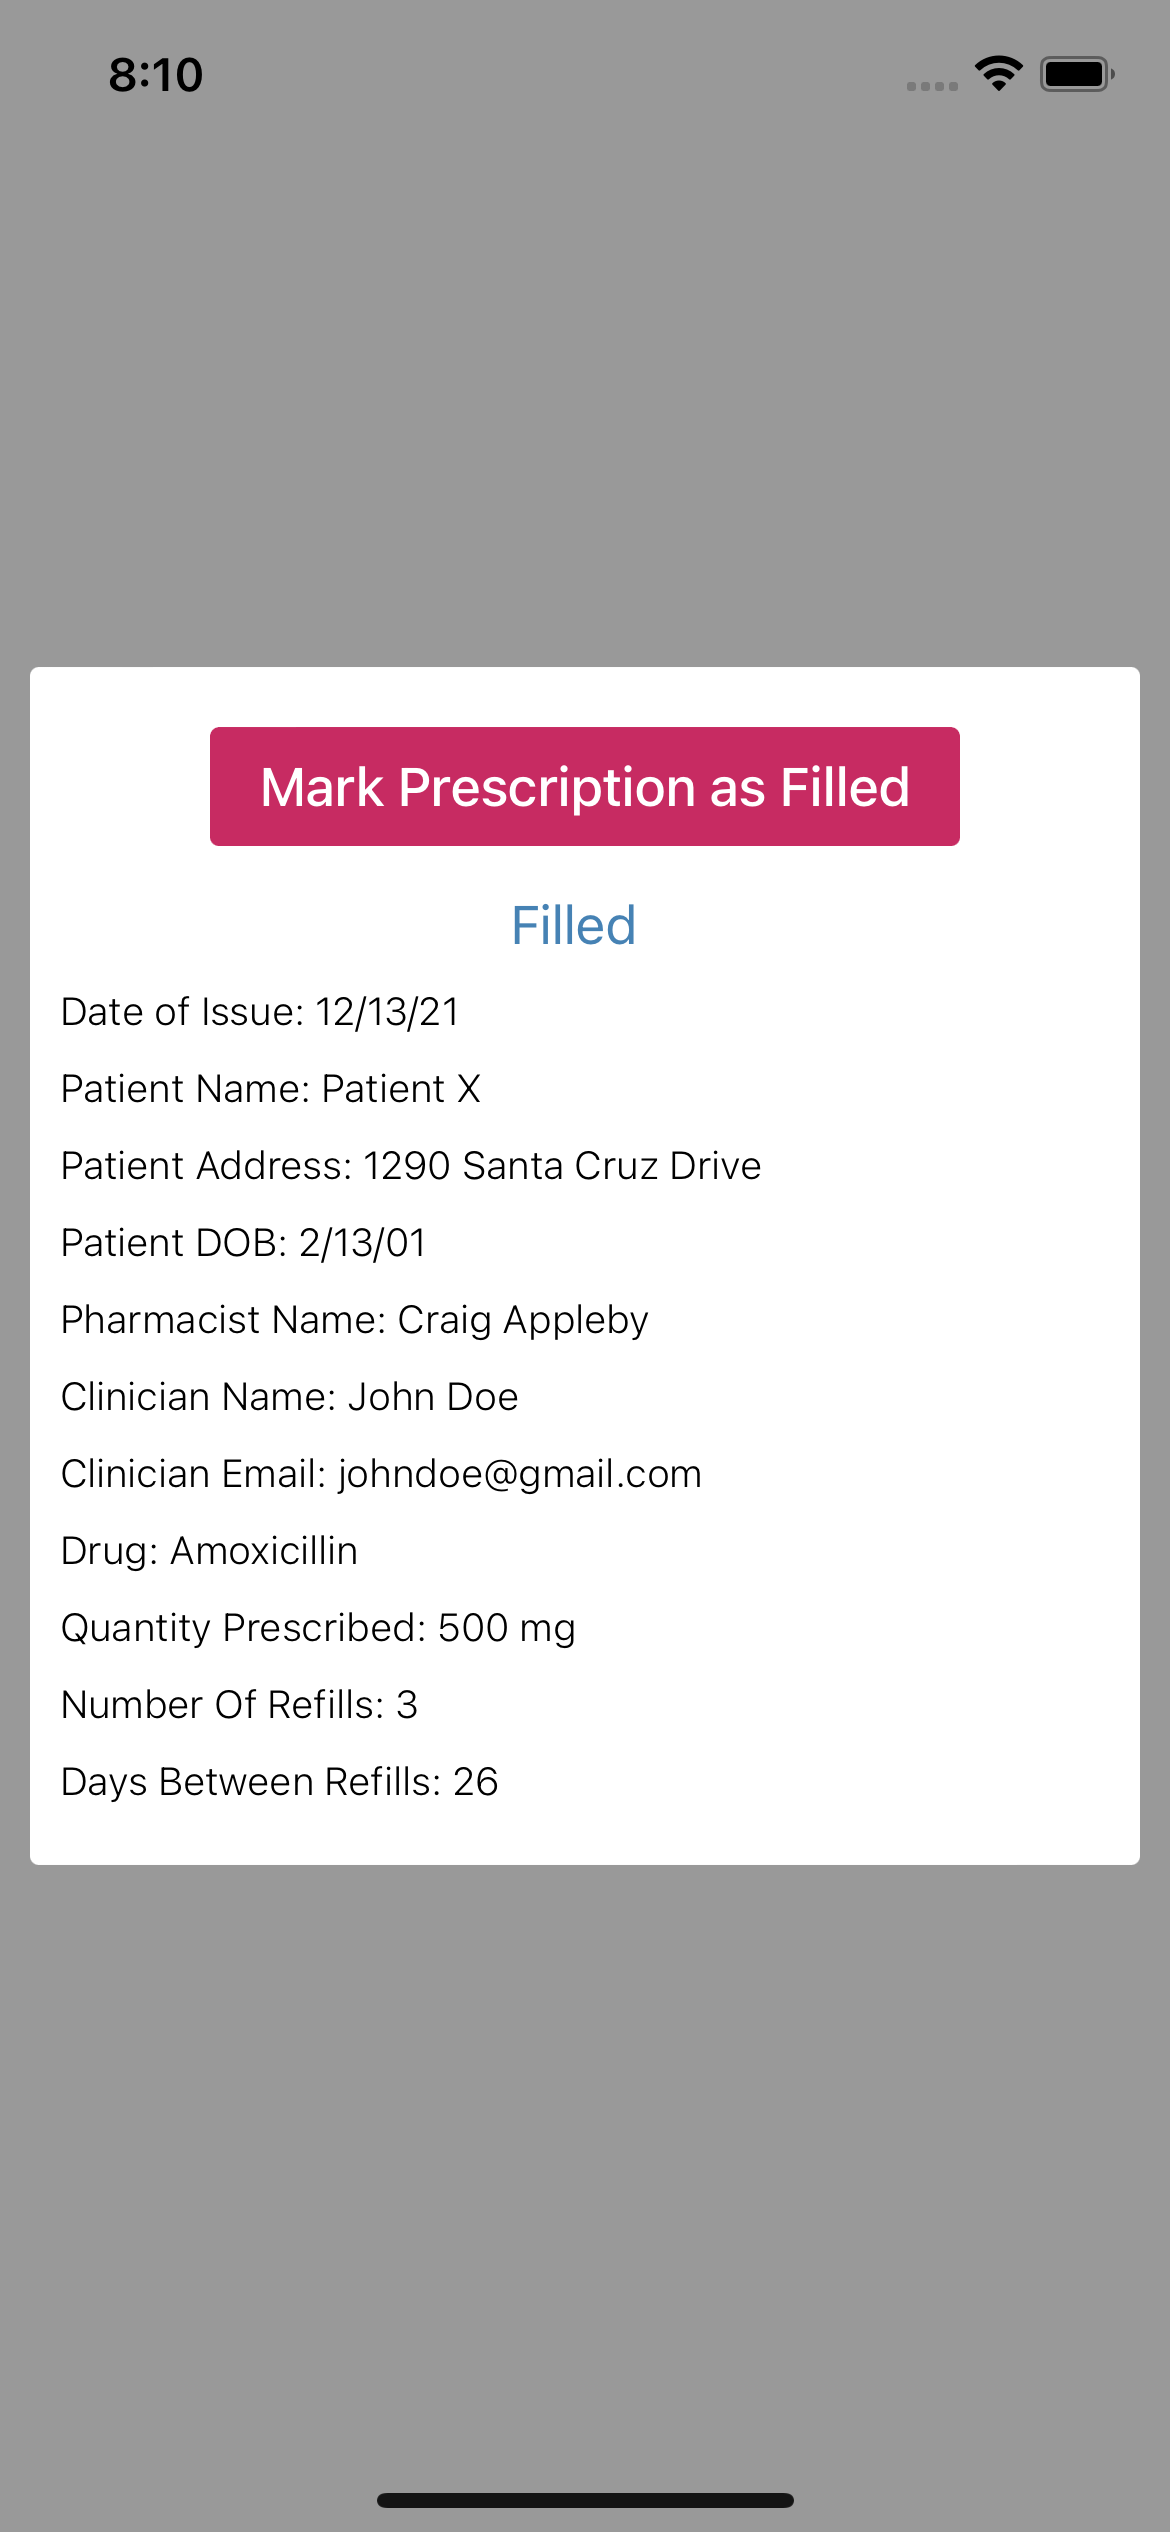 8:10
Mark Prescription as Filled
Filled
Date of Issue: 12/13/21
Patient Name: Patient X
Patient Address: 1290 Santa Cruz Drive
Patient DOB: 2/13/01
Pharmacist Name: Craig Appleby
Clinician Name: John Doe
Clinician Email: johndoe@gmail.com
Drug: Amoxicillin
Quantity Prescribed: 500 mg
Number Of Refills: 3
Days Between Refills: 26